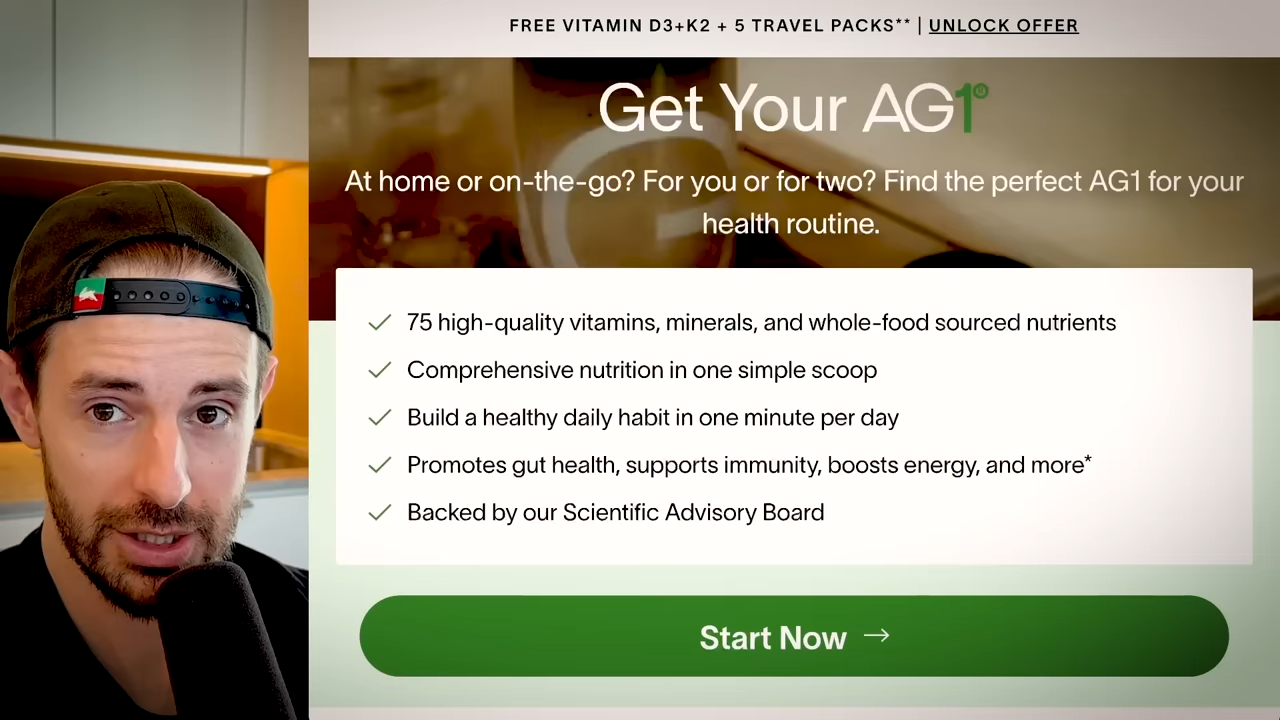 FREE VITAMIN D3+K2 + 5 TRAVEL PACKS** | UNLOCK OFFER
Get Your AG1®
At home or on-the-go? For you or for two? Find the perfect AG1 for your
health routine.
75 high-quality vitamins, minerals, and whole-food sourced nutrients
Comprehensive nutrition in one simple scoop
Build a healthy daily habit in one minute per day
Promotes gut health, supports immunity, boosts energy, and more*
Backed by our Scientific Advisory Board
Start Now →